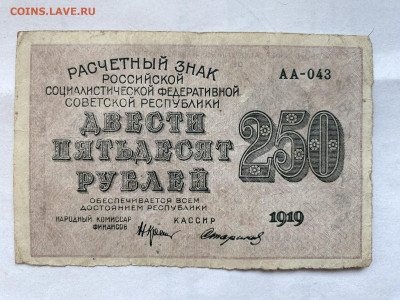 COINS.LAVE.RU
РАСЧЕТНЫЙ ЗНАК
РОССИЙСКОЙ
СОЦИАЛИСТИЧЕСКОЙ ФЕДЕРАТИВНОЙ
СОВЕТСКОЙ РЕСПУБЛИКИ
АА-043
ДВЕСТИ
ПЯТЬДЕСЯТ
РУБЛЕЙ
250
ОБЕСПЕЧИВАЕТСЯ ВСЕМ
ДОСТОЯНИЕМ РЕСПУБЛИКИ
НАРОДНЫЙ КОМИССАР
ФИНАНСОВ
КАССИР
1919